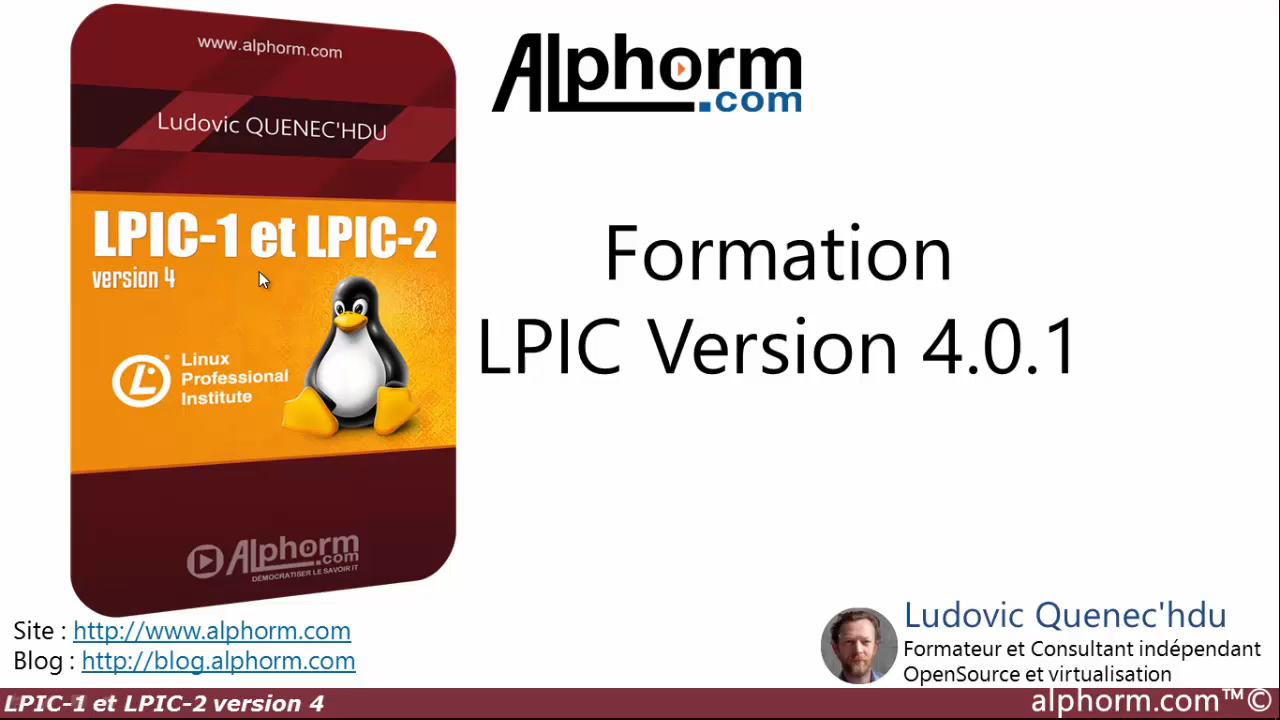 www.alphorm.com
Ludovic QUENEC'HDU
LPIC-1 et LPIC-2
version 4
Linux
Professional
Institute
Alphorm
.com
DÉMOCRATISER LE SAVOIR IT
Alphorm
.com
Formation
LPIC Version 4.0.1
Site : http://www.alphorm.com
Blog : http://blog.alphorm.com
Ludovic Quenec'hdu
Formateur et Consultant indépendant
OpenSource et virtualisation
LPIC-1 et LPIC-2 version 4
alphorm.com™©